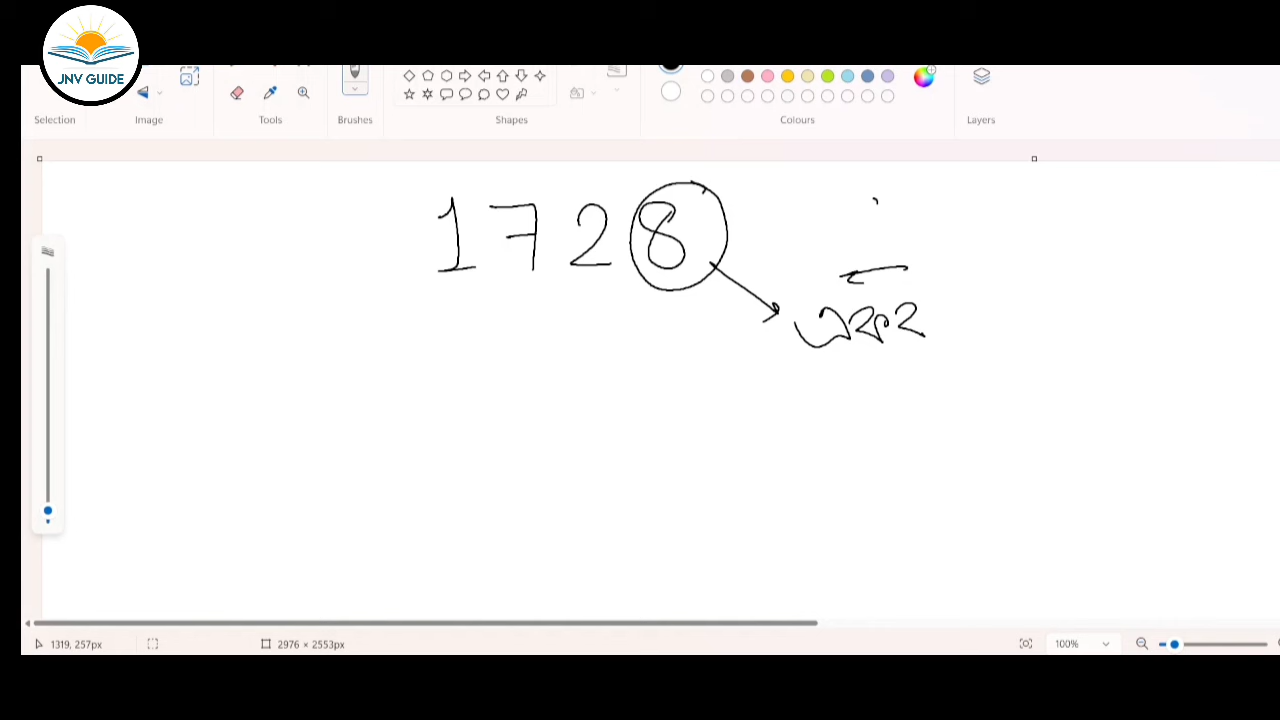 JNV GUIDE
Selection
Image
Tools
Brushes
Shapes
Colours
Layers
1728
1319, 257px
2976 × 2553px
100%